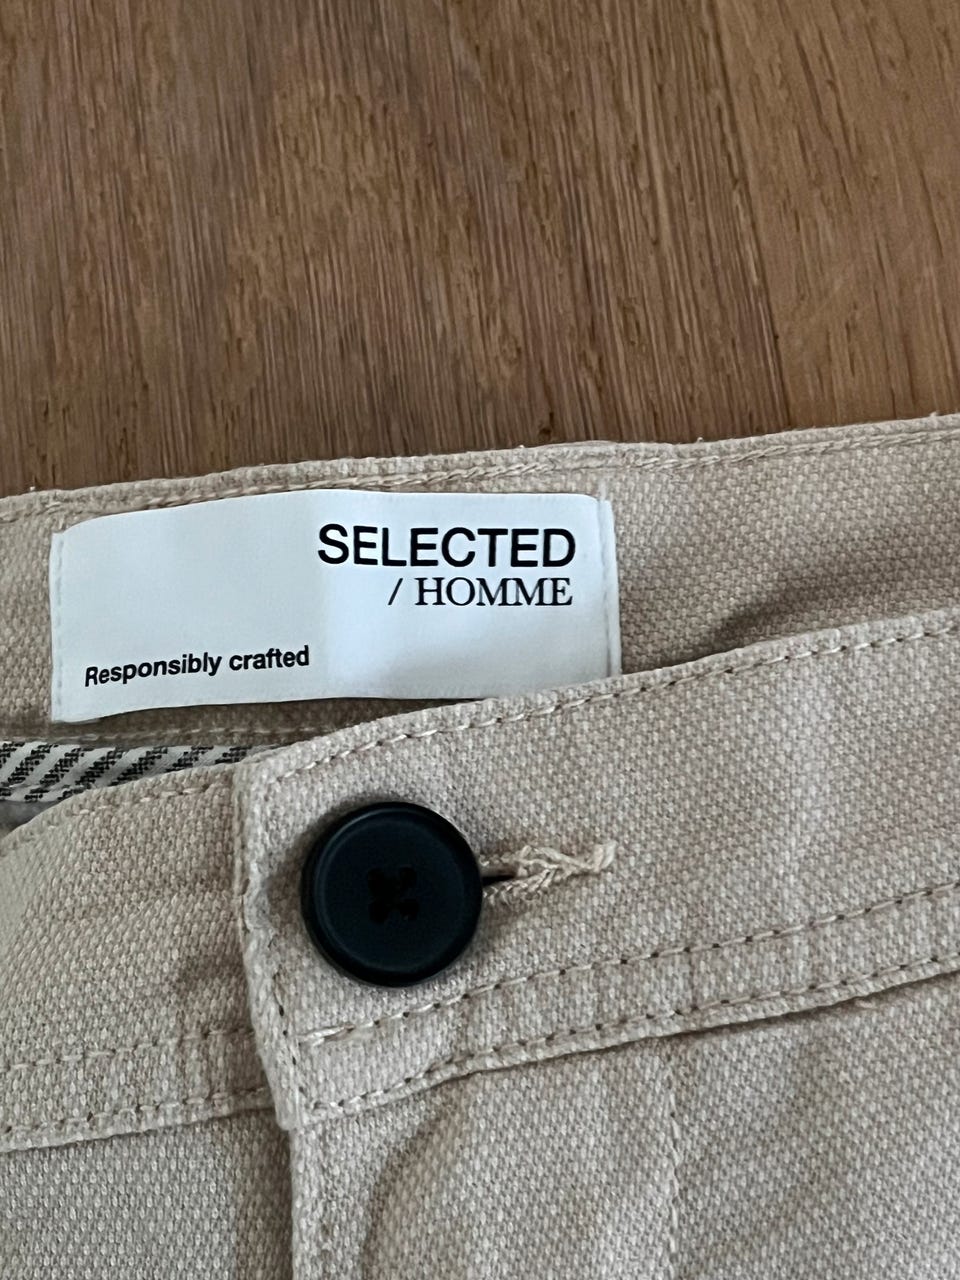 SELECTED
/ HOMME
Responsibly crafted